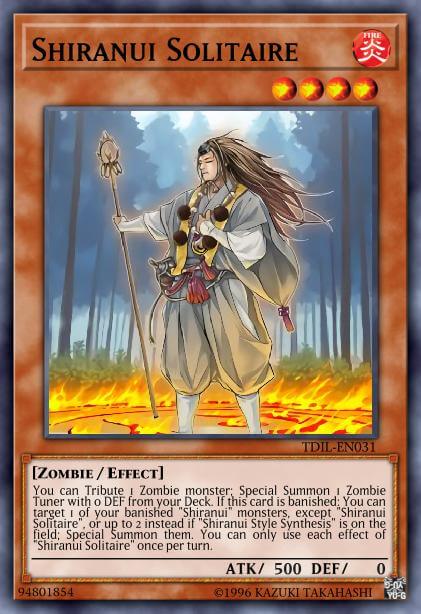 SHIRANUI SOLITAIRE
FIRE
炎
TDIL-EN031
[ZOMBIE / EFFECT]
You can Tribute 1 Zombie monster; Special Summon 1 Zombie
Tuner with 0 DEF from your Deck. If this card is banished: You can
target 1 of your banished "Shiranui" monsters, except "Shiranui
Solitaire", or up to 2 instead if "Shiranui Style Synthesis" is on the
field; Special Summon them. You can only use each effect of
"Shiranui Solitaire" once per turn.
ATK/ 500 DEF/ 0
94801854
©1996 KAZUKI TAKAHASHI